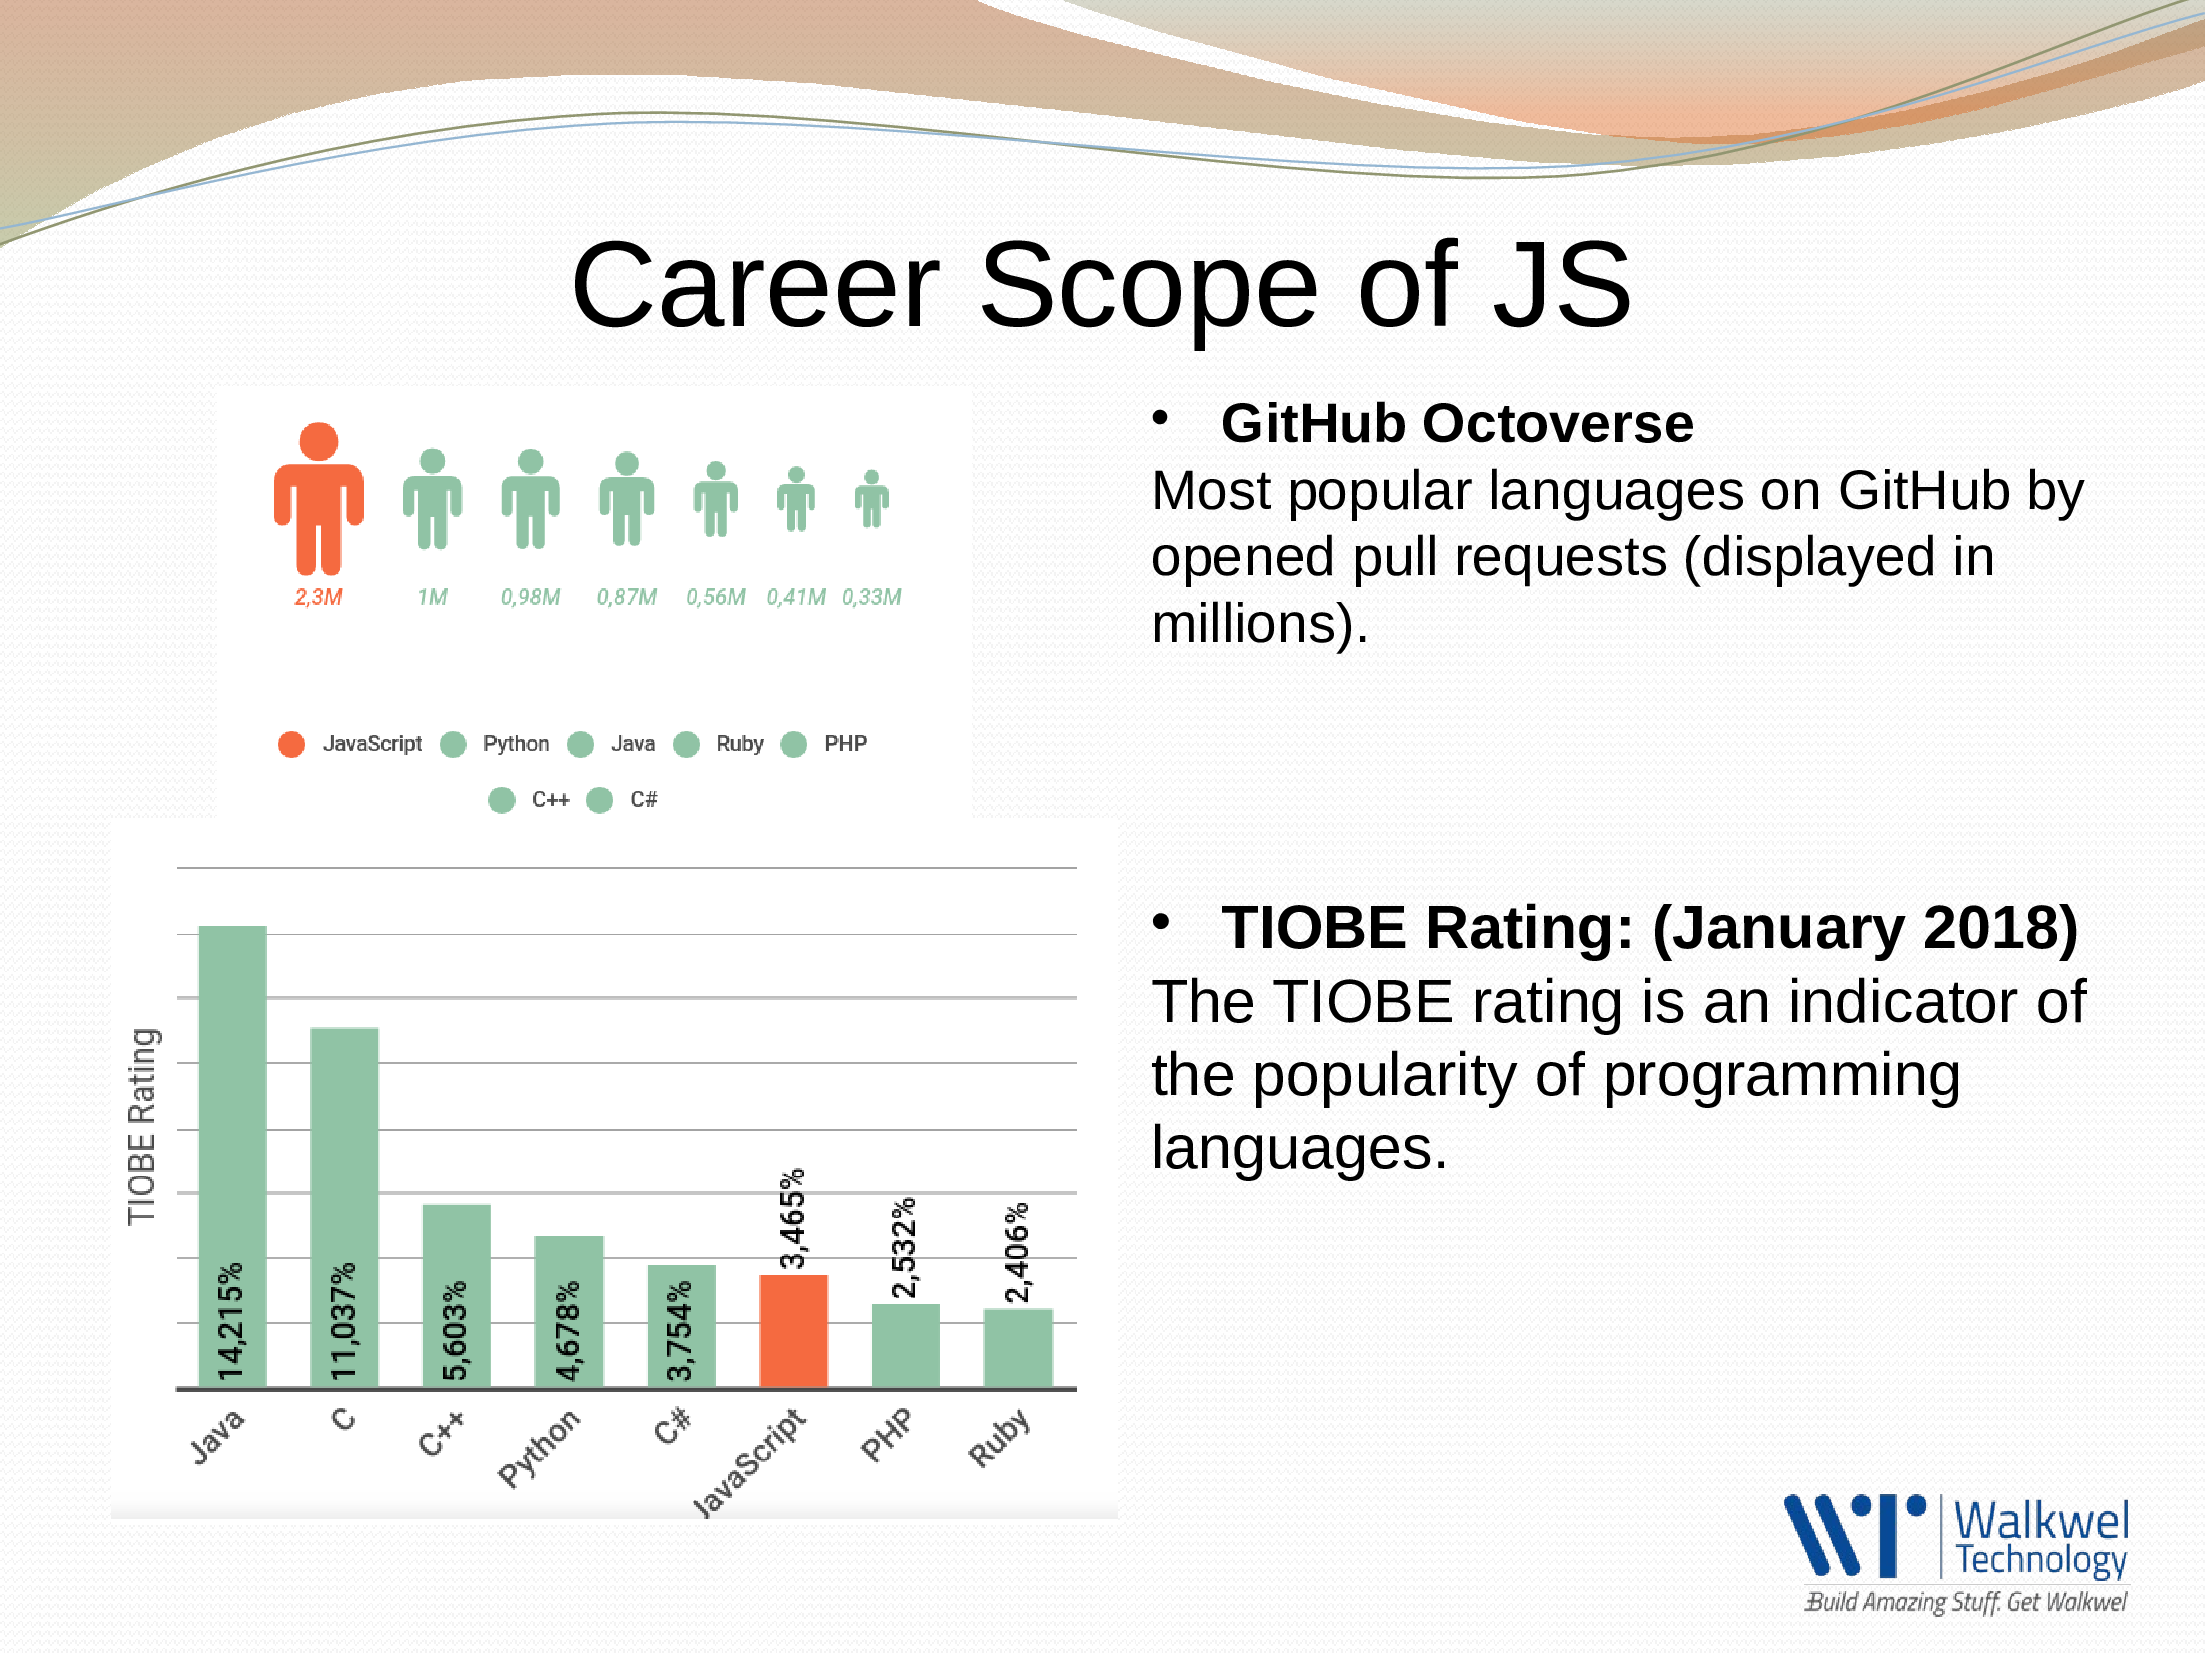 Career Scope of JS
2,3M 1M 0,98M 0,87M 0,56M 0,41M 0,33M
JavaScript Python Java Ruby PHP
C++ C#
• GitHub Octoverse
Most popular languages on GitHub by
opened pull requests (displayed in
millions).
TIOBE Rating
14,215% 11,037% 5,603% 4,678% 3,754% 3,465% 2,532% 2,406%
Java C C++ Python C# JavaScript PHP Ruby
• TIOBE Rating: (January 2018)
The TIOBE rating is an indicator of
the popularity of programming
languages.
WT Walkwel
Technology
Build Amazing Stuff. Get Walkwel